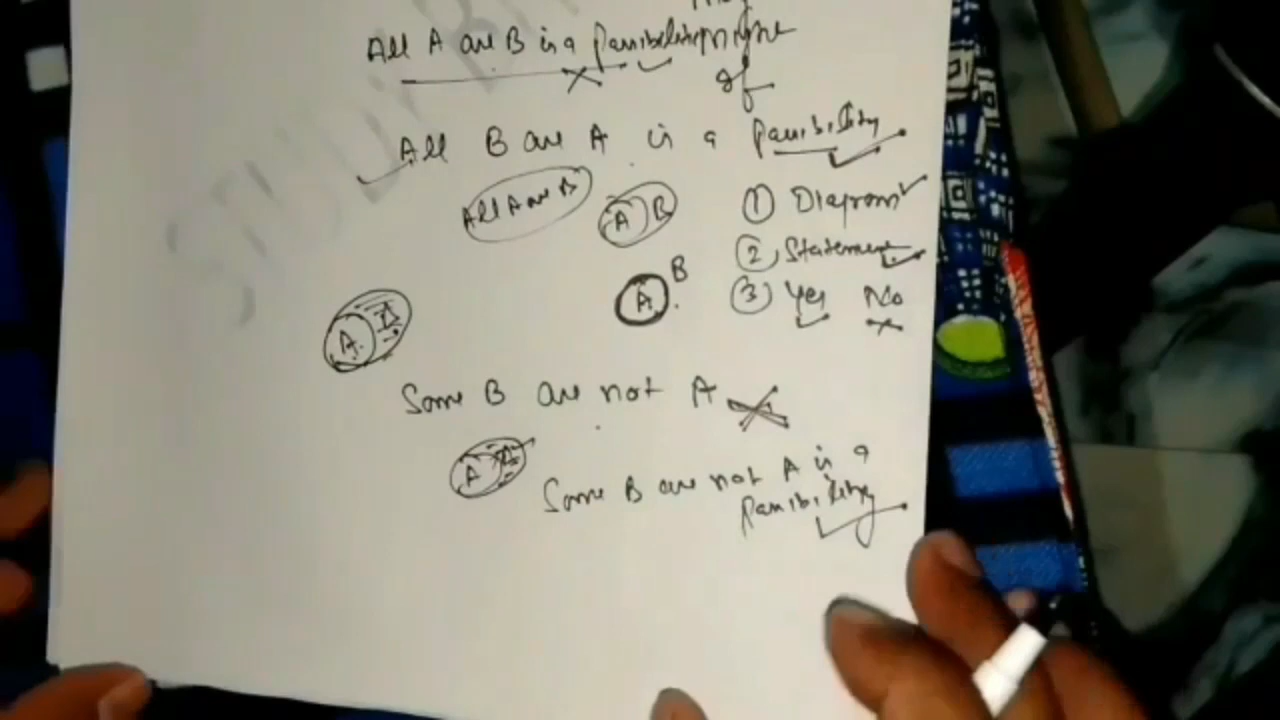 All A are B is a
of
All B are A is a Possibility
All A are B
A B
① Diagram
② Statement
B
A.
③ Yes No
A.
Some B are not A
A
Some B are not A is a
Possibility